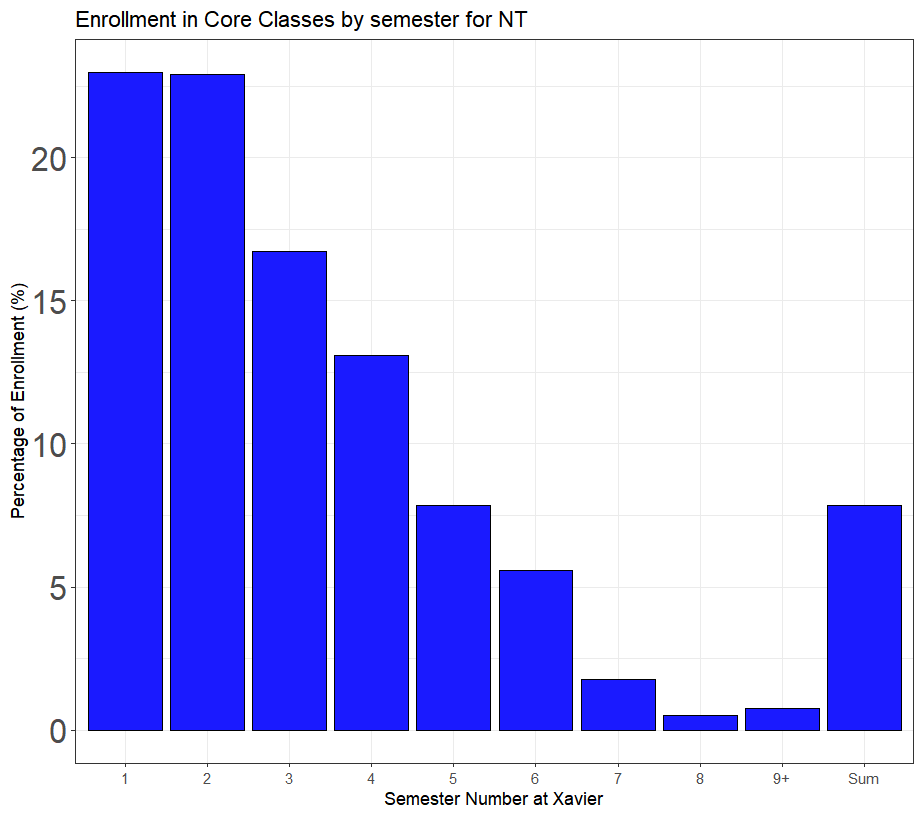 Enrollment in Core Classes by semester for NT
Percentage of Enrollment (%)
20
15
10
5
0
1 2 3 4 5 6 7 8 9+ Sum
Semester Number at Xavier